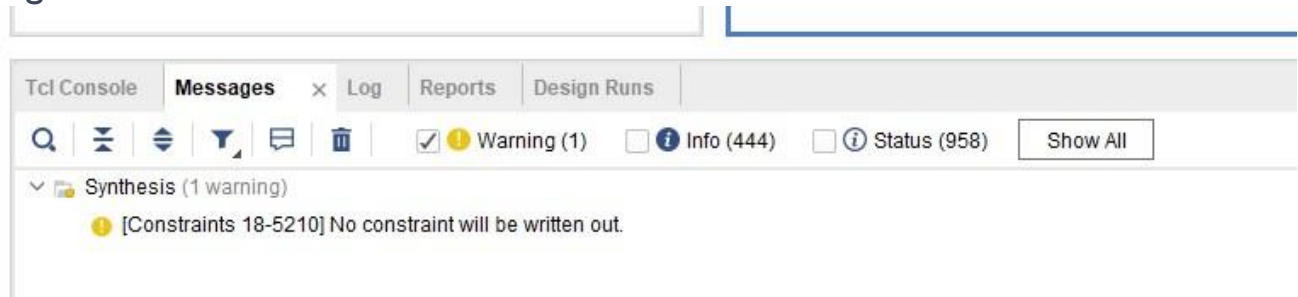 Tcl Console Messages × Log Reports Design Runs
Warning (1) Info (444) Status (958) Show All
Synthesis (1 warning)
[Constraints 18-5210] No constraint will be written out.